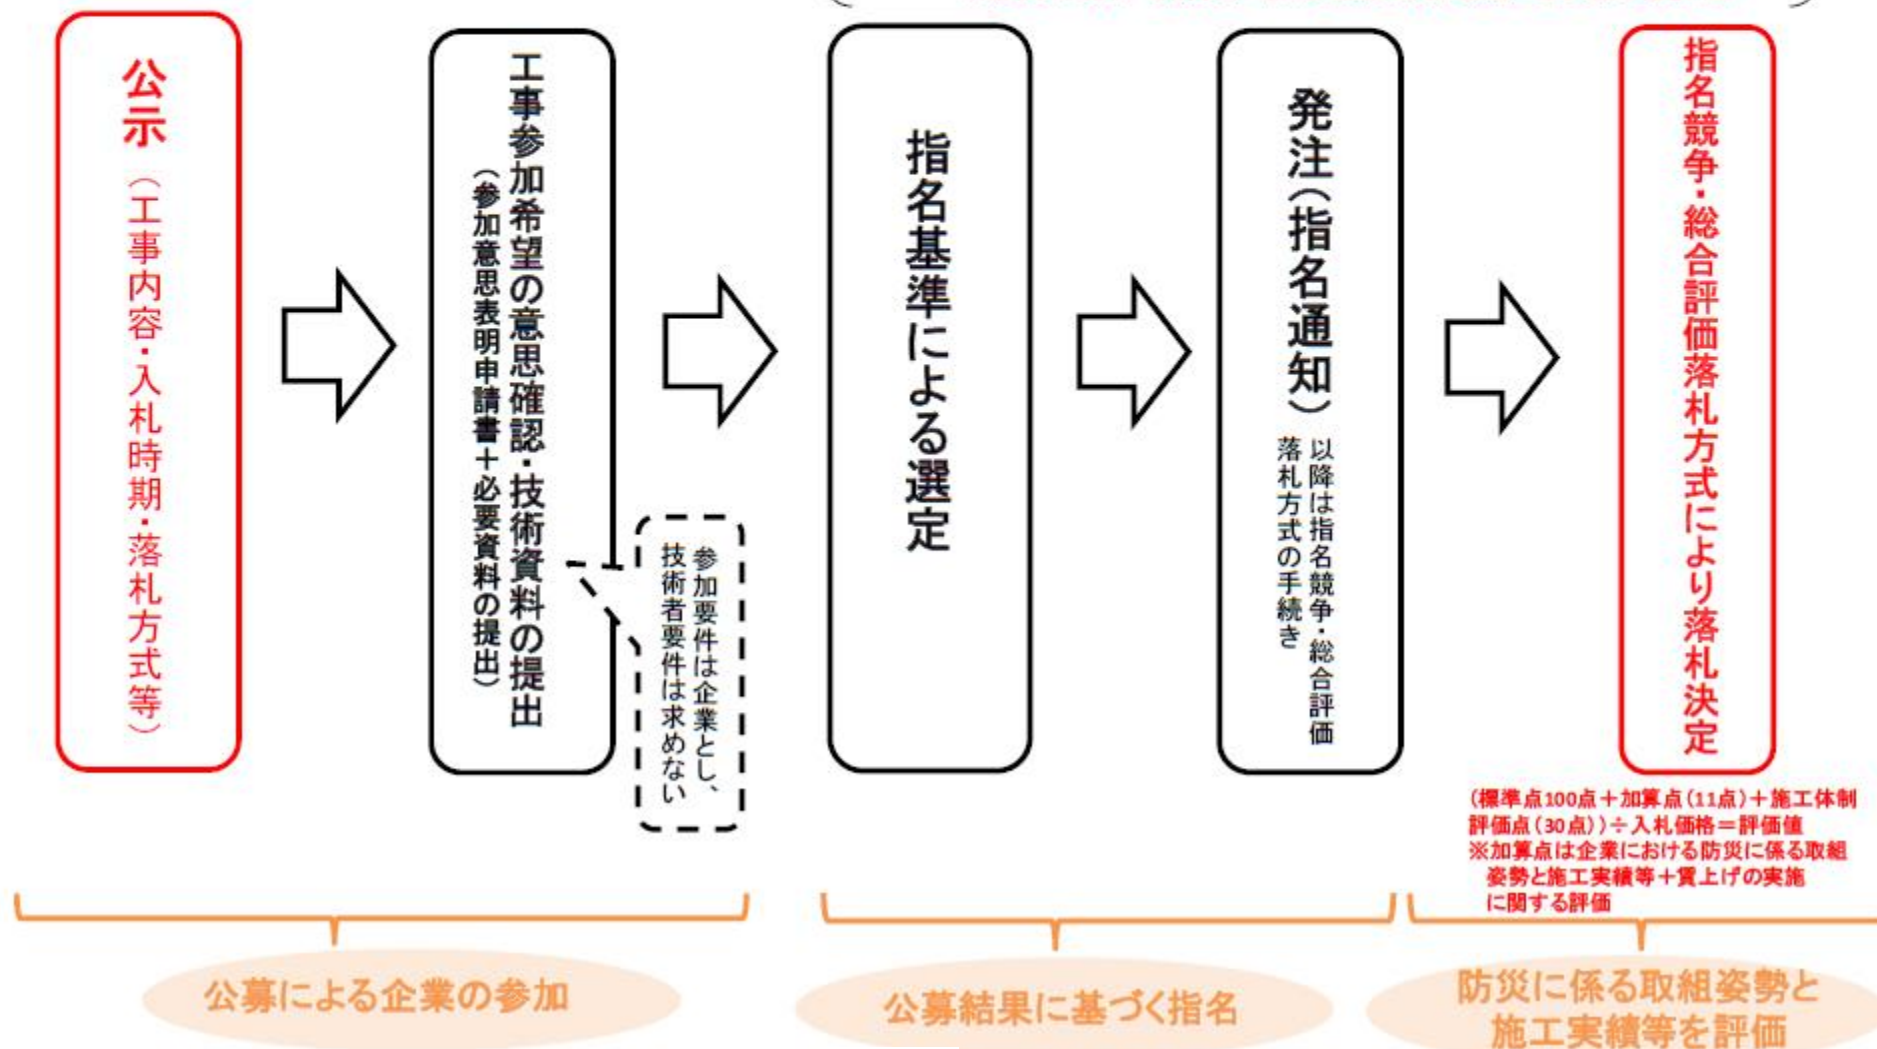 公示（工事内容・入札時期・落札方式等）
工事参加希望の意思確認・技術資料の提出
（参加意思表明申請書＋必要資料の提出）
参加要件は企業とし、
技術者要件は求めない
指名基準による選定
発注（指名通知）
以降は指名競争・総合評価
落札方式の手続き
指名競争・総合評価落札方式により落札決定
(標準点100点＋加算点(11点)＋施工体制
評価点(30点))÷入札価格＝評価値
※加算点は企業における防災に係る取組
姿勢と施工実績等＋賃上げの実施
に関する評価
公募による企業の参加
公募結果に基づく指名
防災に係る取組姿勢と
施工実績等を評価